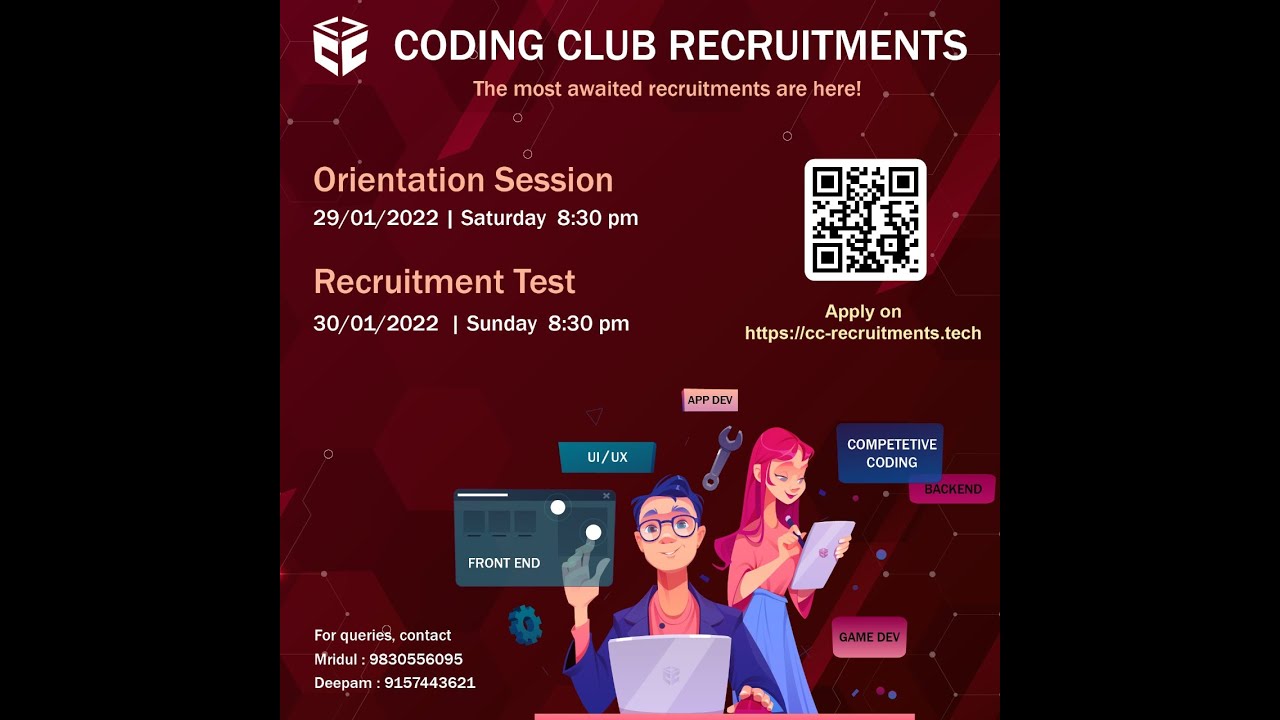 CODING CLUB RECRUITMENTS
The most awaited recruitments are here!
Orientation Session
29/01/2022 | Saturday 8:30 pm
Recruitment Test
30/01/2022 | Sunday 8:30 pm
Apply on
https://cc-recruitments.tech
APP DEV
UI/UX
COMPETETIVE
CODING
BACKEND
FRONT END
GAME DEV
For queries, contact
Mridul : 9830556095
Deepam : 9157443621